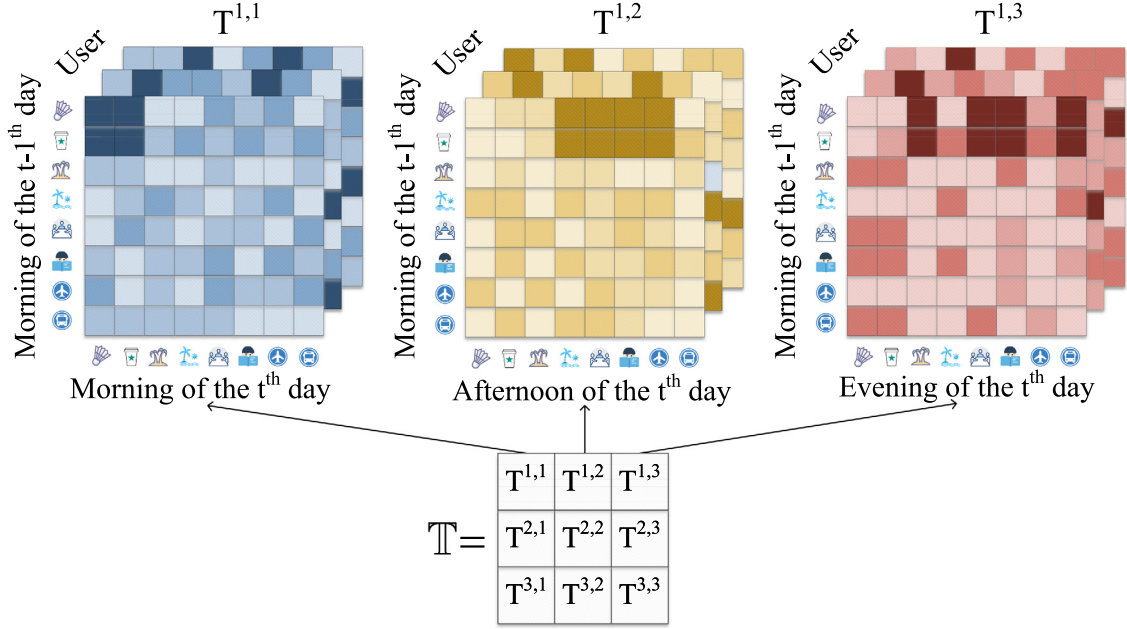 T1,1
T1,2
T1,3
User
User
User
Morning of the t-1th day
Morning of the t-1th day
Morning of the t-1th day
Morning of the tth day
Afternoon of the tth day
Evening of the tth day
𝕋=
T1,1 T1,2 T1,3
T2,1 T2,2 T2,3
T3,1 T3,2 T3,3